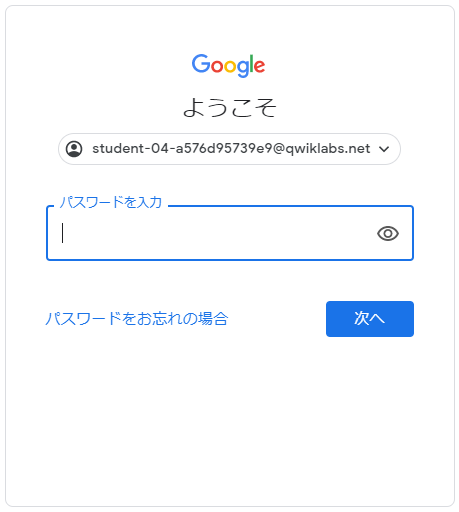 Google
ようこそ
student-04-a576d95739e9@qwiklabs.net
パスワードを入力
パスワードをお忘れの場合
次へ